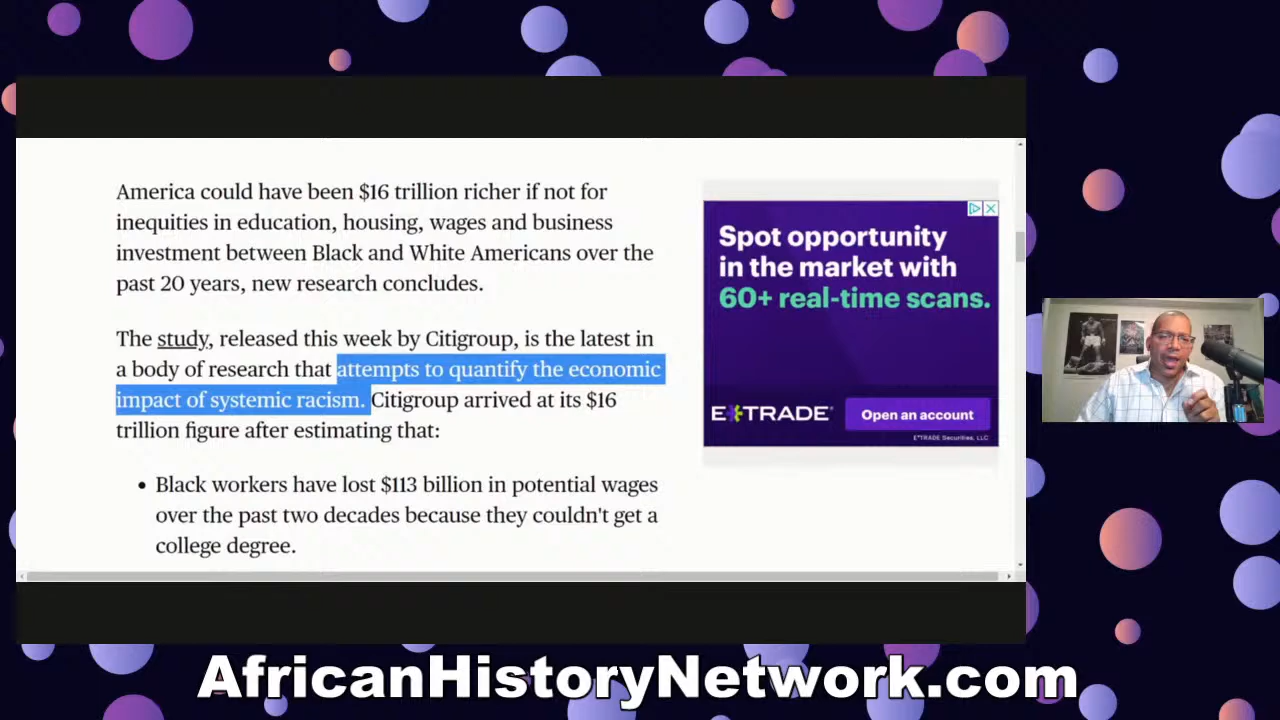 America could have been $16 trillion richer if not for
inequities in education, housing, wages and business
investment between Black and White Americans over the
past 20 years, new research concludes.
The study, released this week by Citigroup, is the latest in
a body of research that attempts to quantify the economic
impact of systemic racism. Citigroup arrived at its $16
trillion figure after estimating that:
• Black workers have lost $113 billion in potential wages
over the past two decades because they couldn't get a
college degree.
Spot opportunity
in the market with
60+ real-time scans.
E*TRADE®
Open an account
E*TRADE Securities, LLC
AfricanHistoryNetwork.com